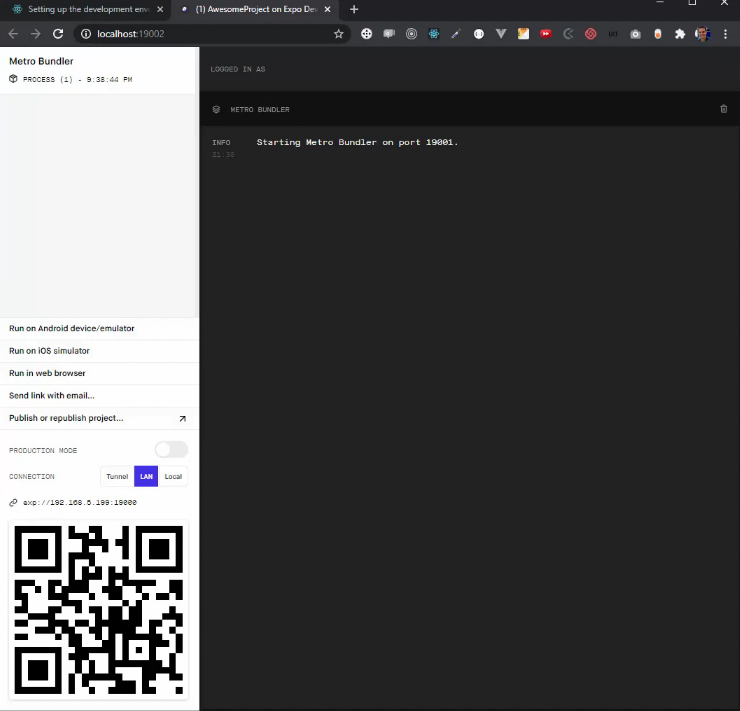 Setting up the development env
(1) AwesomeProject on Expo Dev
localhost:19002
Metro Bundler
PROCESS (1) - 9:38:44 PM
LOGGED IN AS
METRO BUNDLER
INFO
Starting Metro Bundler on port 19001.
21:38
Run on Android device/emulator
Run on iOS simulator
Run in web browser
Send link with email...
Publish or republish project...
PRODUCTION MODE
CONNECTION
Tunnel
LAN
Local
exp://192.168.5.199:19000